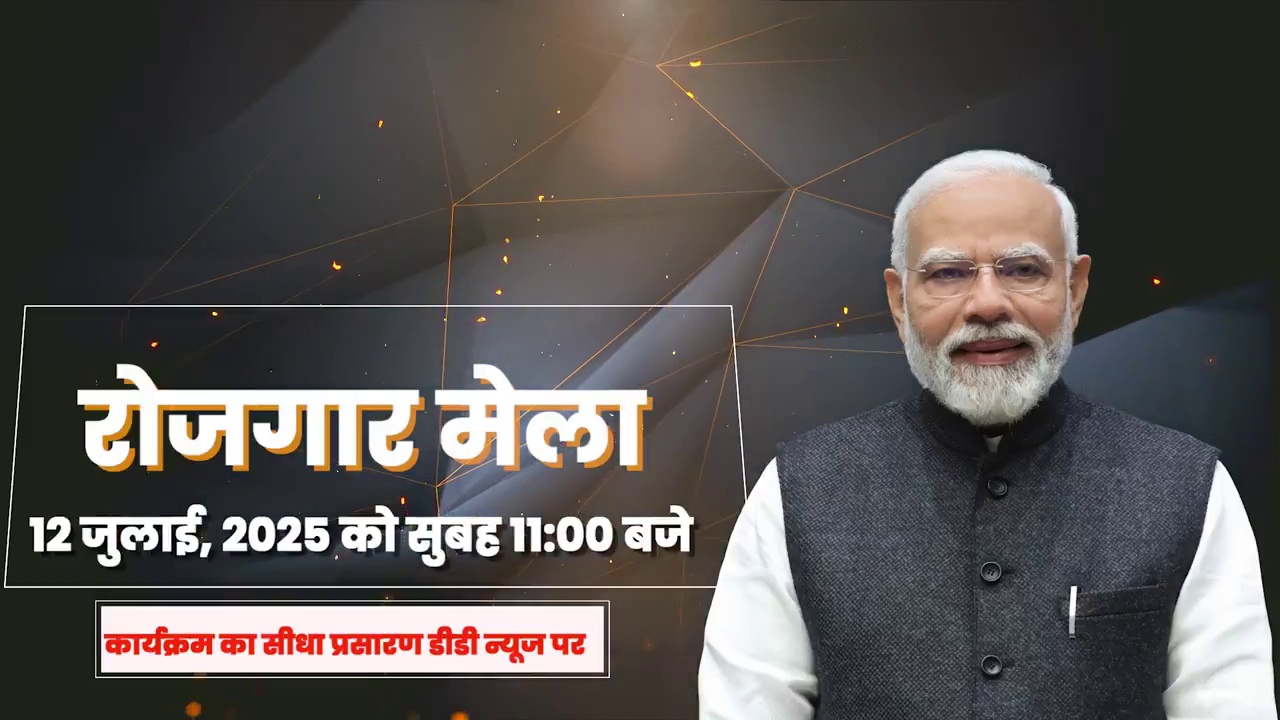 रोजगार मेला
12 जुलाई, 2025 को सुबह 11:00 बजे
कार्यक्रम का सीधा प्रसारण डीडी न्यूज पर